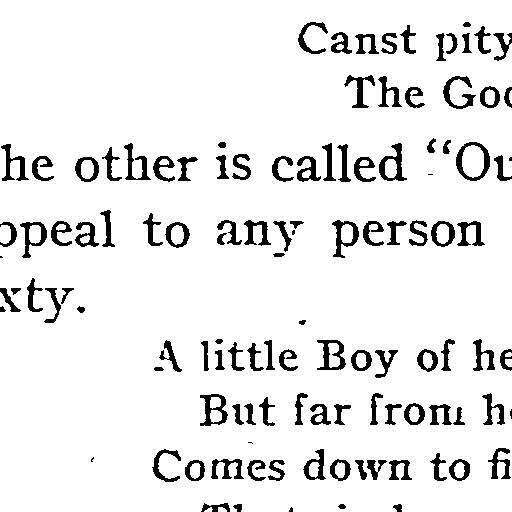 Canst pity
The Goo
he other is called “Ou
ppeal to any person
xty.
A little Boy of he
But far from h
Comes down to fi